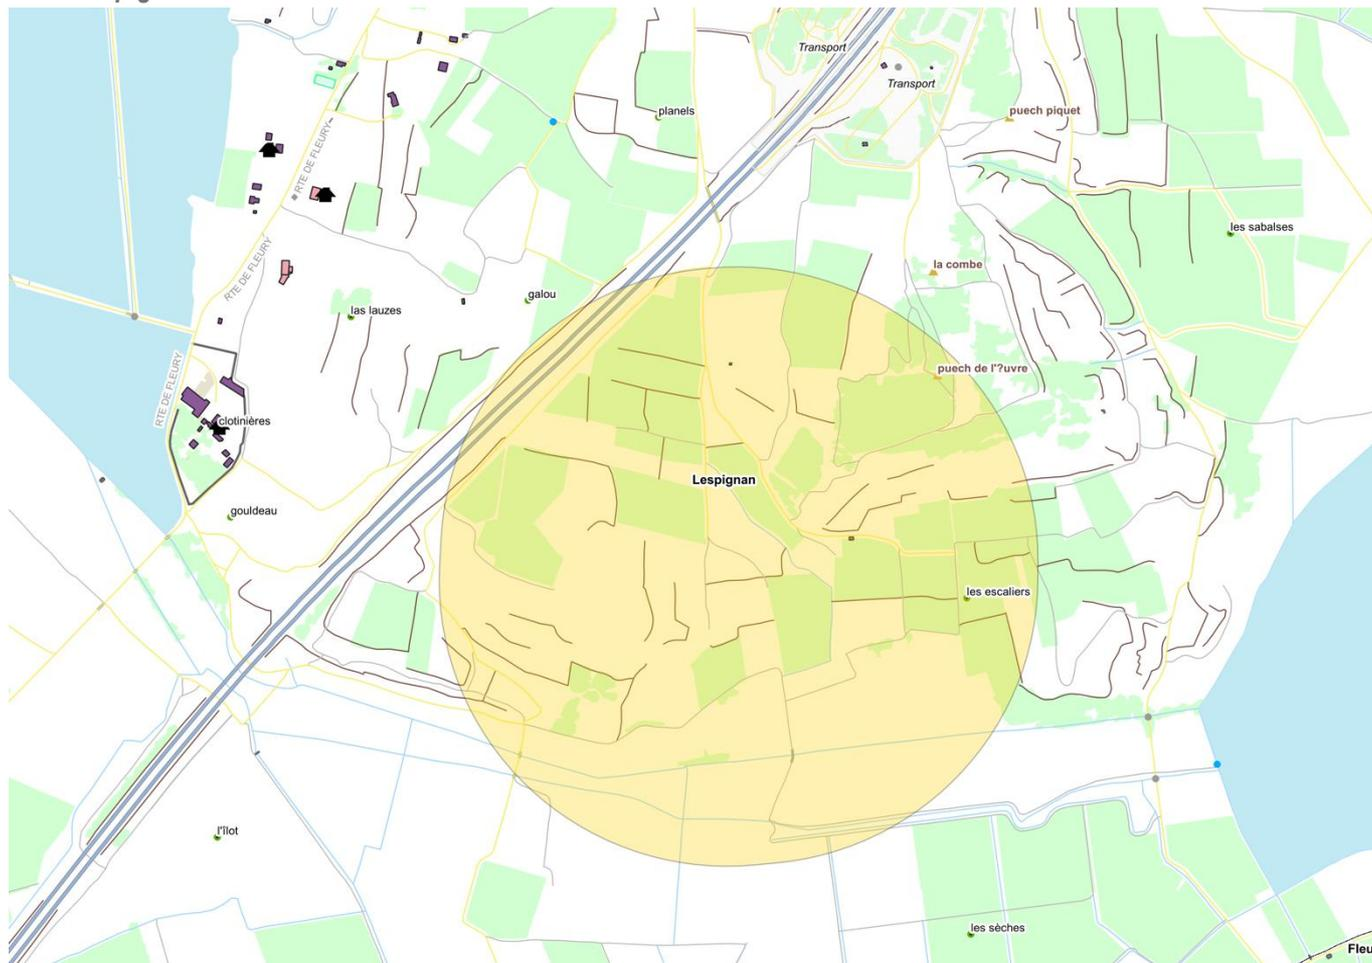 Transport
Transport
planels
puech piquet
RTE DE FLEURY
les sabalses
RTE DE FLEURY
la combe
galou
las lauzes
puech de l'?uvre
RTE DE FLEURY
clotinières
Lespignan
gouldeau
les escaliers
l'îlot
les sèches
Fleu